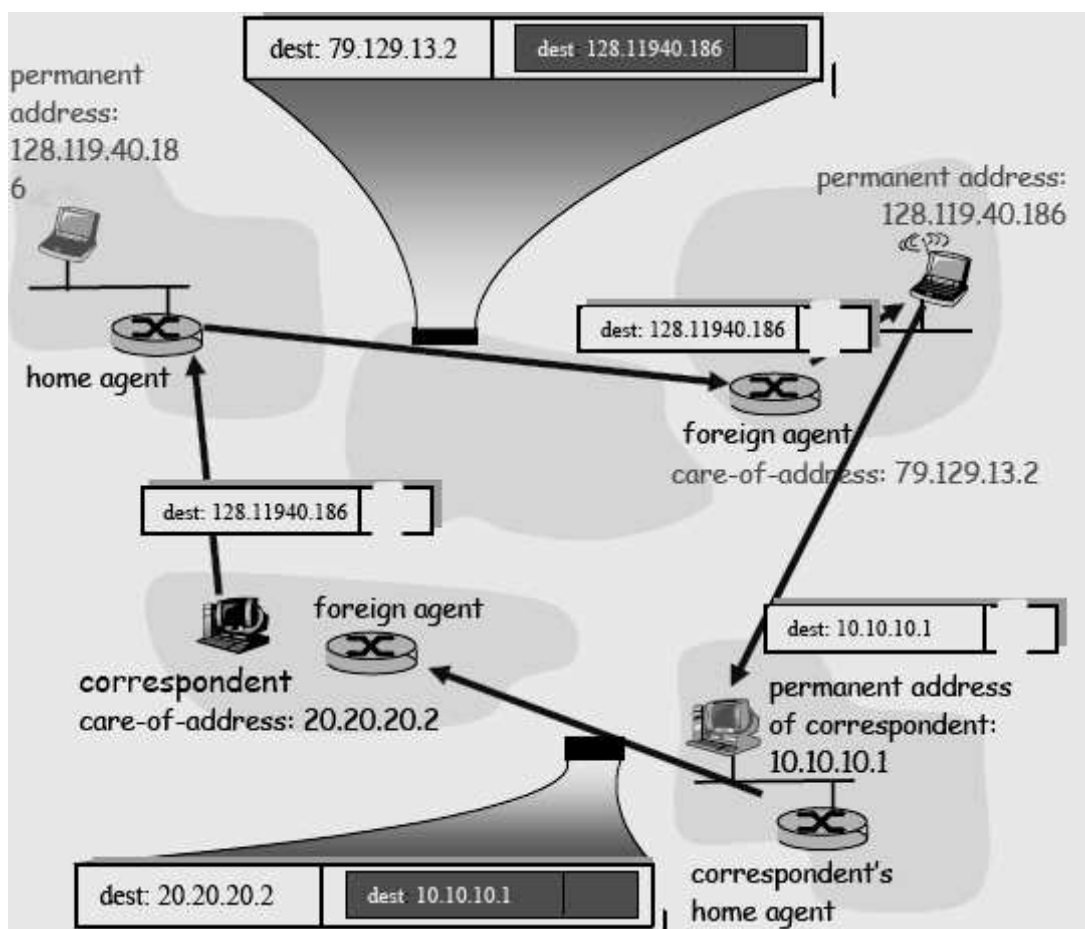 dest: 79.129.13.2
dest: 128.11940.186
permanent
address:
128.119.40.18
6
permanent address:
128.119.40.186
dest: 128.11940.186
home agent
foreign agent
care-of-address: 79.129.13.2
dest: 128.11940.186
foreign agent
correspondent
care-of-address: 20.20.20.2
dest: 10.10.10.1
permanent address
of correspondent:
10.10.10.1
dest: 20.20.20.2
dest: 10.10.10.1
correspondent's
home agent